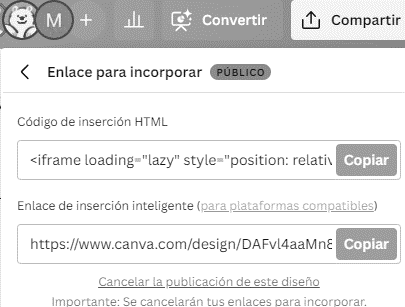 M + Convertir Compartir
Enlace para incorporar PÚBLICO
Código de inserción HTML
<iframe loading="lazy" style="position: relativ Copiar
Enlace de inserción inteligente (para plataformas compatibles)
https://www.canva.com/design/DAFvl4aaMn8 Copiar
Cancelar la publicación de este diseño
Importante: Se cancelarán tus enlaces para incorporar.